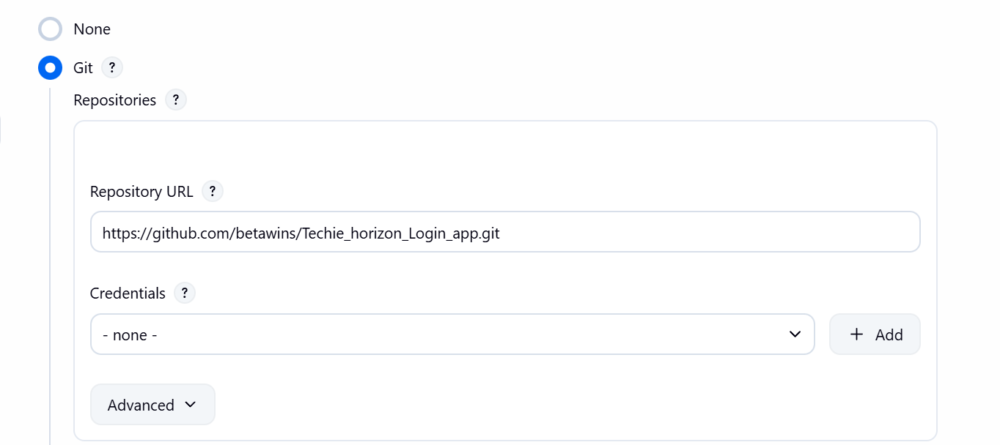 None
Git ?
Repositories ?
Repository URL ?
https://github.com/betawins/Techie_horizon_Login_app.git
Credentials ?
- none -
+ Add
Advanced